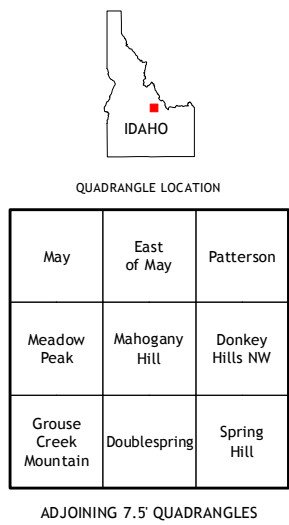 IDAHO
QUADRANGLE LOCATION
May
East
of May
Patterson
Meadow
Peak
Mahogany
Hill
Donkey
Hills NW
Grouse
Creek
Mountain
Doublespring
Spring
Hill
ADJOINING 7.5' QUADRANGLES